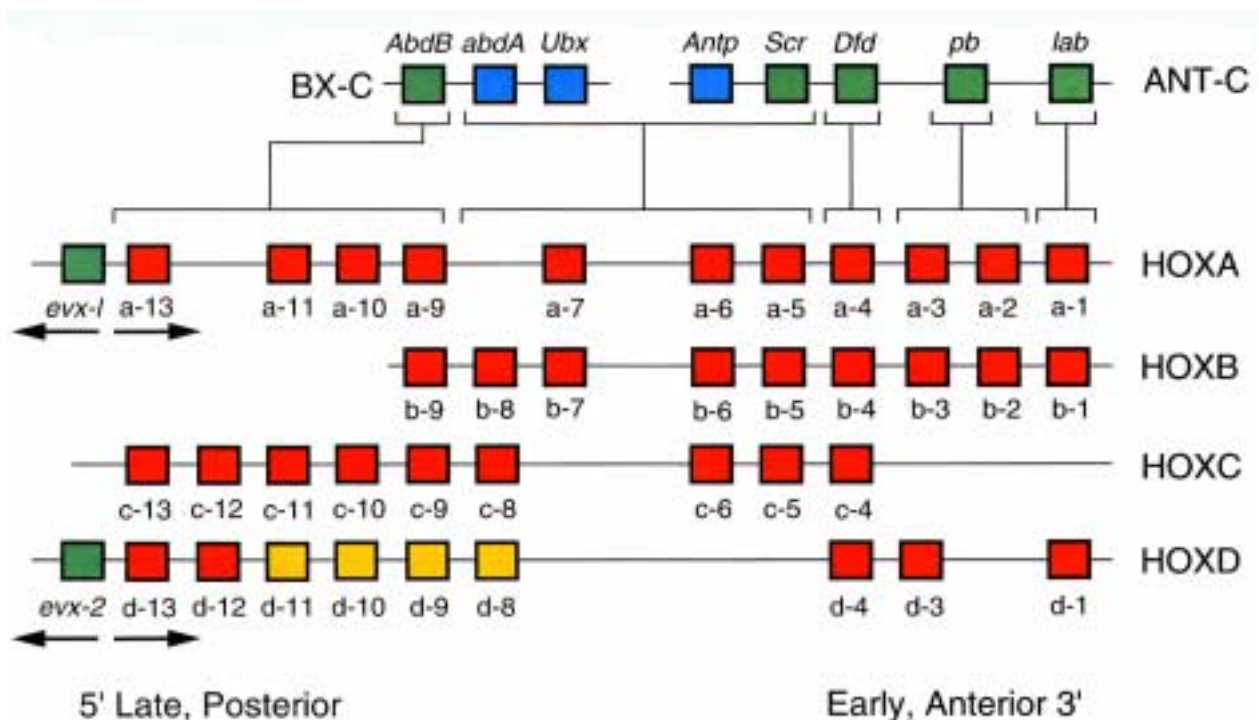 AbdB abdA Ubx Antp Scr Dfd pb lab
BX-C ANT-C
HOXA
evx-I a-13 a-11 a-10 a-9 a-7 a-6 a-5 a-4 a-3 a-2 a-1
HOXB
b-9 b-8 b-7 b-6 b-5 b-4 b-3 b-2 b-1
HOXC
c-13 c-12 c-11 c-10 c-9 c-8 c-6 c-5 c-4
HOXD
evx-2 d-13 d-12 d-11 d-10 d-9 d-8 d-4 d-3 d-1
5' Late, Posterior Early, Anterior 3'